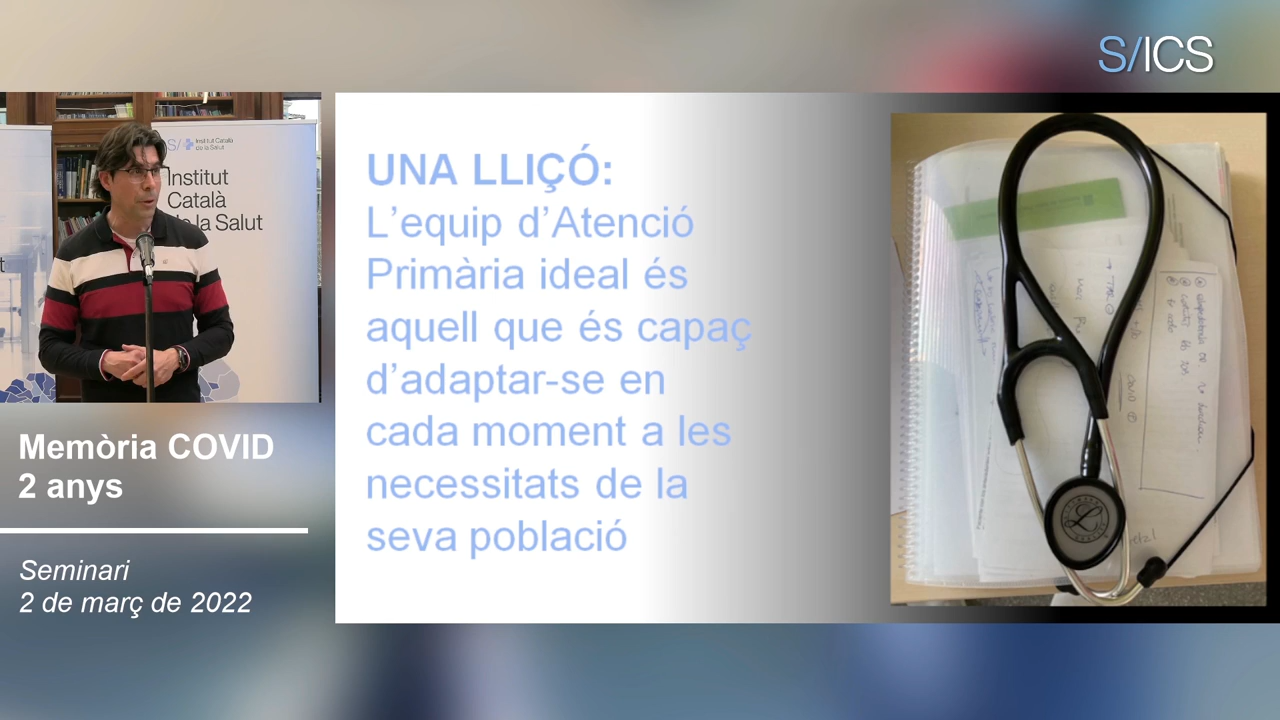 S/ICS
S/ Institut Català
de la Salut
Institut
Català
de la Salut
t
Memòria COVID
2 anys
Seminari
2 de març de 2022
UNA LLIÇÓ:
L’equip d’Atenció
Primària ideal és
aquell que és capaç
d’adaptar-se en
cada moment a les
necessitats de la
seva població